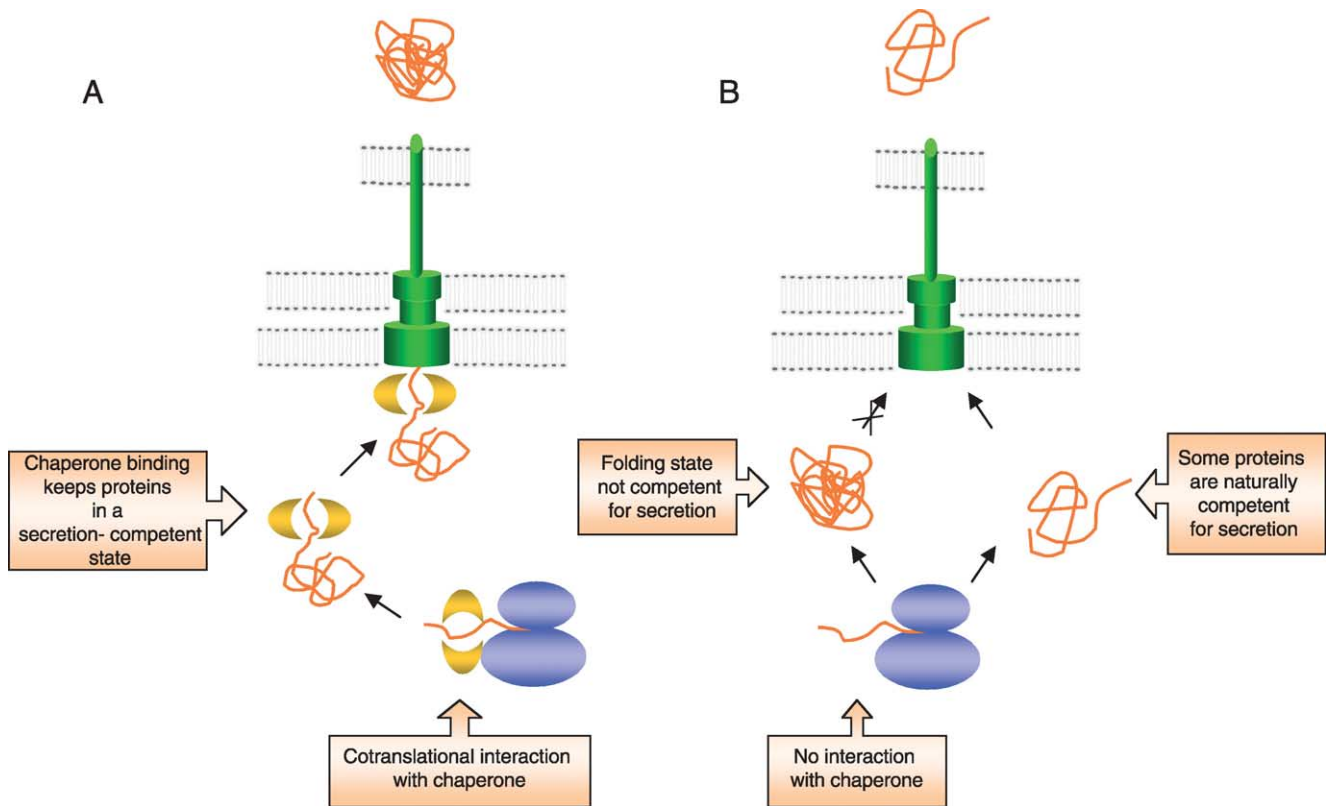 A
B
Chaperone binding
keeps proteins
in a
secretion- competent
state
Folding state
not competent
for secretion
Some proteins
are naturally
competent
for secretion
Cotranslational interaction
with chaperone
No interaction
with chaperone